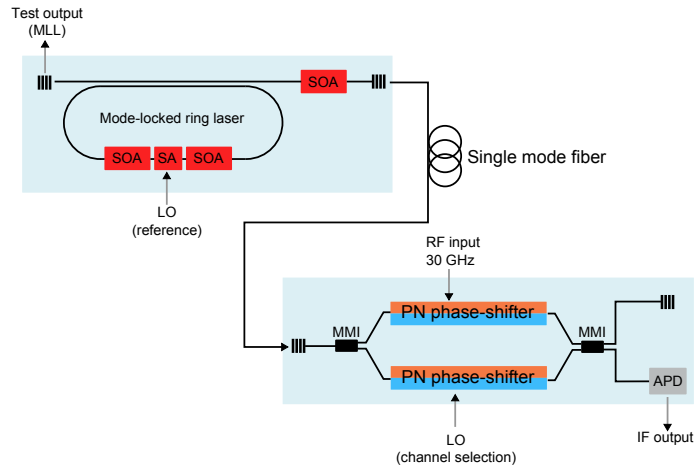 Test output
(MLL)
SOA
Mode-locked ring laser
SOA
SA
SOA
LO
(reference)
Single mode fiber
RF input
30 GHz
PN phase-shifter
MMI
MMI
PN phase-shifter
APD
LO
(channel selection)
IF output